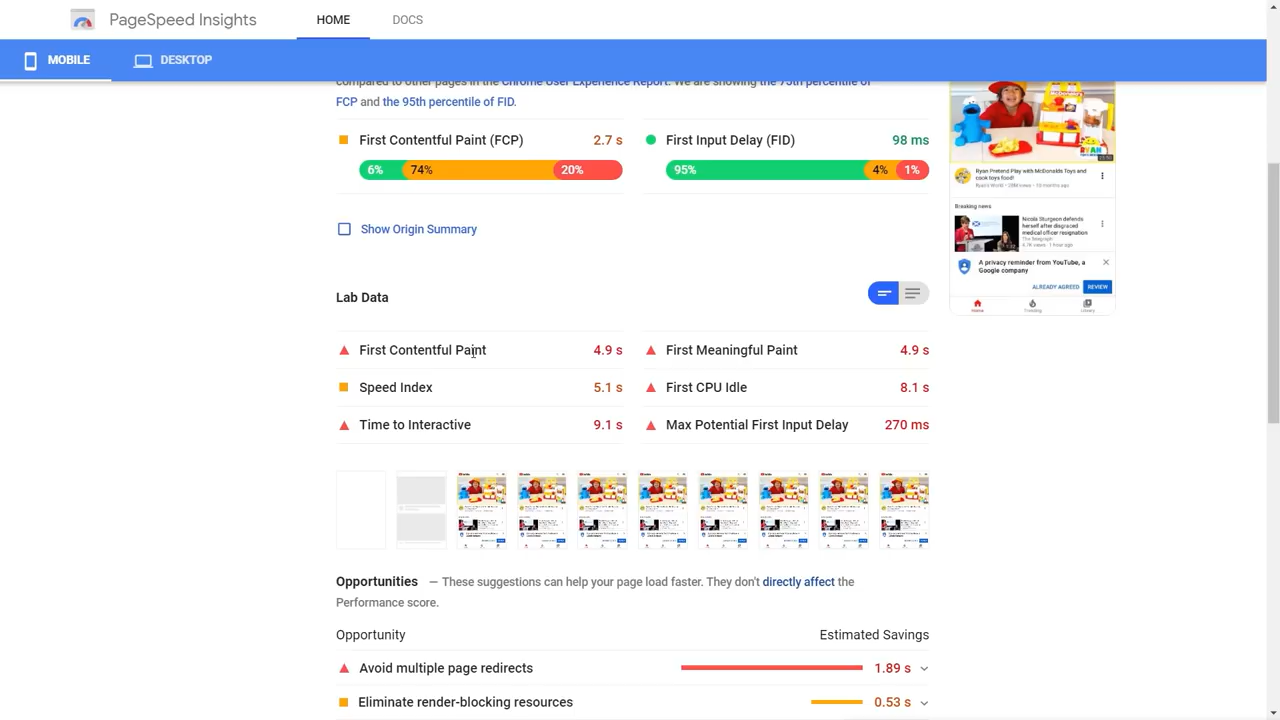 PageSpeed Insights
HOME
DOCS
MOBILE
DESKTOP
compared to other pages in the Chrome User Experience Report. We are showing the 75th percentile of
FCP and the 95th percentile of FID.
First Contentful Paint (FCP)
2.7 s
6%
74%
20%
First Input Delay (FID)
98 ms
95%
4%
1%
Show Origin Summary
Lab Data
First Contentful Paint
4.9 s
First Meaningful Paint
4.9 s
Speed Index
5.1 s
First CPU Idle
8.1 s
Time to Interactive
9.1 s
Max Potential First Input Delay
270 ms
Opportunities — These suggestions can help your page load faster. They don't directly affect the
Performance score.
Opportunity
Estimated Savings
Avoid multiple page redirects
1.89 s
Eliminate render-blocking resources
0.53 s
RYAN
Ryan Pretend Play with McDonalds Toys and
cook toys food!
Breaking news
Nicola Sturgeon defends
herself after disgraced
medical officer resignation
The Telegraph
A privacy reminder from YouTube, a
Google company
ALREADY AGREED
REVIEW
Home
Trending
Library